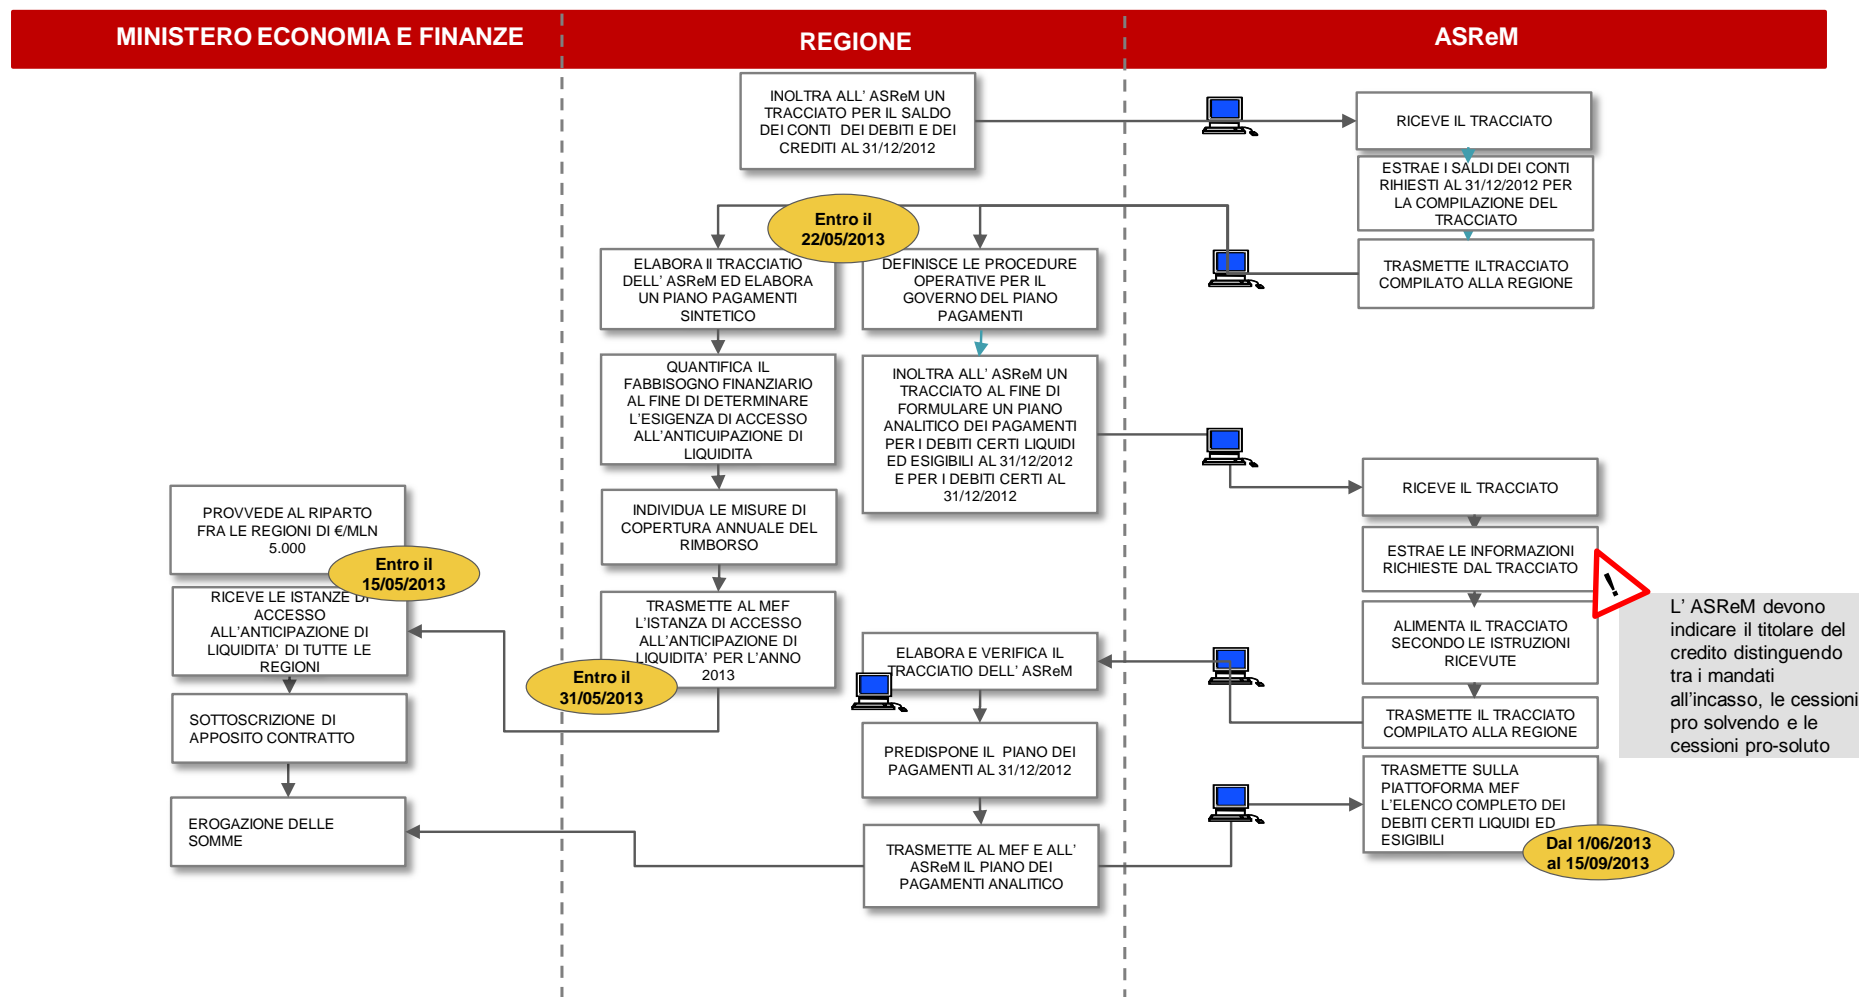 MINISTERO ECONOMIA E FINANZE
REGIONE
ASReM
INOLTRA ALL' ASReM UN
TRACCIATO PER IL SALDO
DEI CONTI DEI DEBITI E DEI
CREDITI AL 31/12/2012
RICEVE IL TRACCIATO
ESTRAE I SALDI DEI CONTI
RIHIESTI AL 31/12/2012 PER
LA COMPILAZIONE DEL
TRACCIATO
TRASMETTE ILTRACCIATO
COMPILATO ALLA REGIONE
Entro il
22/05/2013
ELABORA Il TRACCIATIO
DELL' ASReM ED ELABORA
UN PIANO PAGAMENTI
SINTETICO
DEFINISCE LE PROCEDURE
OPERATIVE PER IL
GOVERNO DEL PIANO
PAGAMENTI
QUANTIFICA IL
FABBISOGNO FINANZIARIO
AL FINE DI DETERMINARE
L'ESIGENZA DI ACCESSO
ALL'ANTICUIPAZIONE DI
LIQUIDITA
INOLTRA ALL' ASReM UN
TRACCIATO AL FINE DI
FORMULARE UN PIANO
ANALITICO DEI PAGAMENTI
PER I DEBITI CERTI LIQUIDI
ED ESIGIBILI AL 31/12/2012
E PER I DEBITI CERTI AL
31/12/2012
RICEVE IL TRACCIATO
INDIVIDUA LE MISURE DI
COPERTURA ANNUALE DEL
RIMBORSO
PROVVEDE AL RIPARTO
FRA LE REGIONI DI €/MLN
5.000
Entro il
15/05/2013
ESTRAE LE INFORMAZIONI
RICHIESTE DAL TRACCIATO
!
RICEVE LE ISTANZE DI
ACCESSO
ALL'ANTICIPAZIONE DI
LIQUIDITA' DI TUTTE LE
REGIONI
TRASMETTE AL MEF
L'ISTANZA DI ACCESSO
ALL'ANTICIPAZIONE DI
LIQUIDITA' PER L'ANNO
2013
Entro il
31/05/2013
ELABORA E VERIFICA IL
TRACCIATIO DELL' ASReM
ALIMENTA IL TRACCIATO
SECONDO LE ISTRUZIONI
RICEVUTE
L' ASReM devono
indicare il titolare del
credito distinguendo
tra i mandati
all'incasso, le cessioni
pro solvendo e le
cessioni pro-soluto
SOTTOSCRIZIONE DI
APPOSITO CONTRATTO
TRASMETTE IL TRACCIATO
COMPILATO ALLA REGIONE
PREDISPONE IL PIANO DEI
PAGAMENTI AL 31/12/2012
TRASMETTE SULLA
PIATTOFORMA MEF
L'ELENCO COMPLETO DEI
DEBITI CERTI LIQUIDI ED
ESIGIBILI
Dal 1/06/2013
al 15/09/2013
EROGAZIONE DELLE
SOMME
TRASMETTE AL MEF E ALL'
ASReM IL PIANO DEI
PAGAMENTI ANALITICO